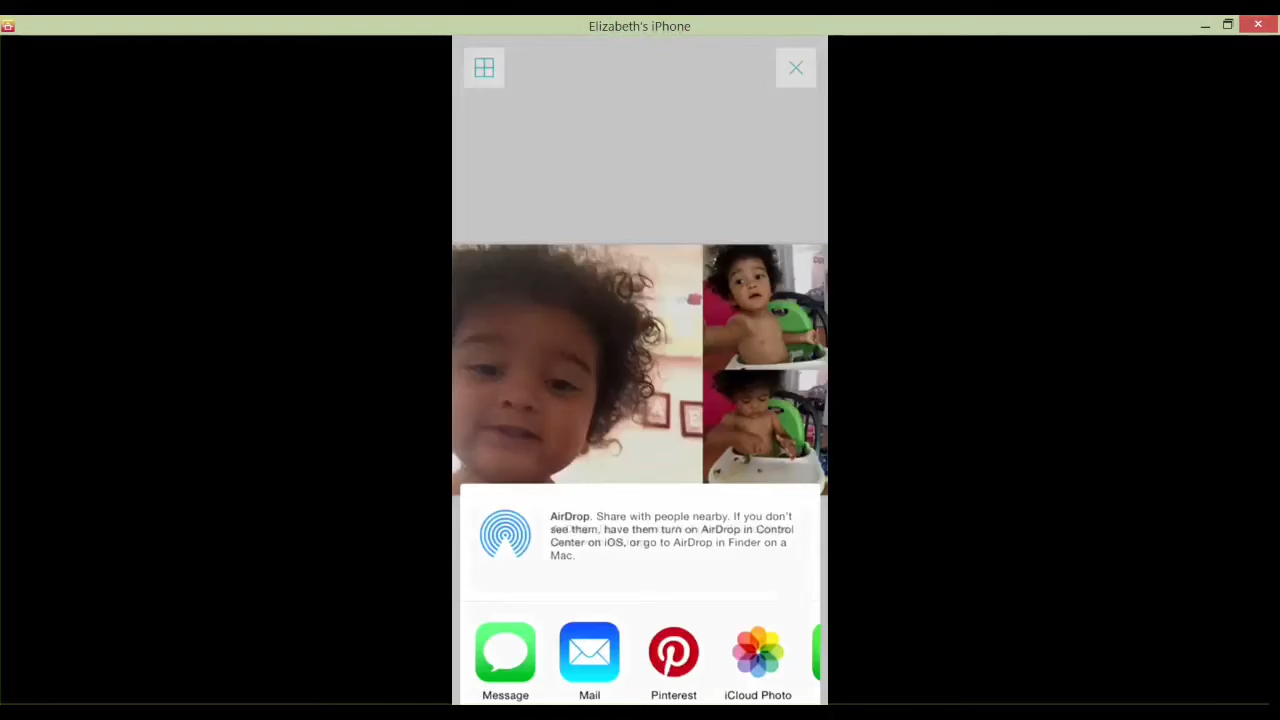 Elizabeth's iPhone
AirDrop. Share with people nearby. If you don't
see them, have them turn on AirDrop in Control
Center on iOS, or go to AirDrop in Finder on a
Mac.
Message
Mail
Pinterest
iCloud Photo